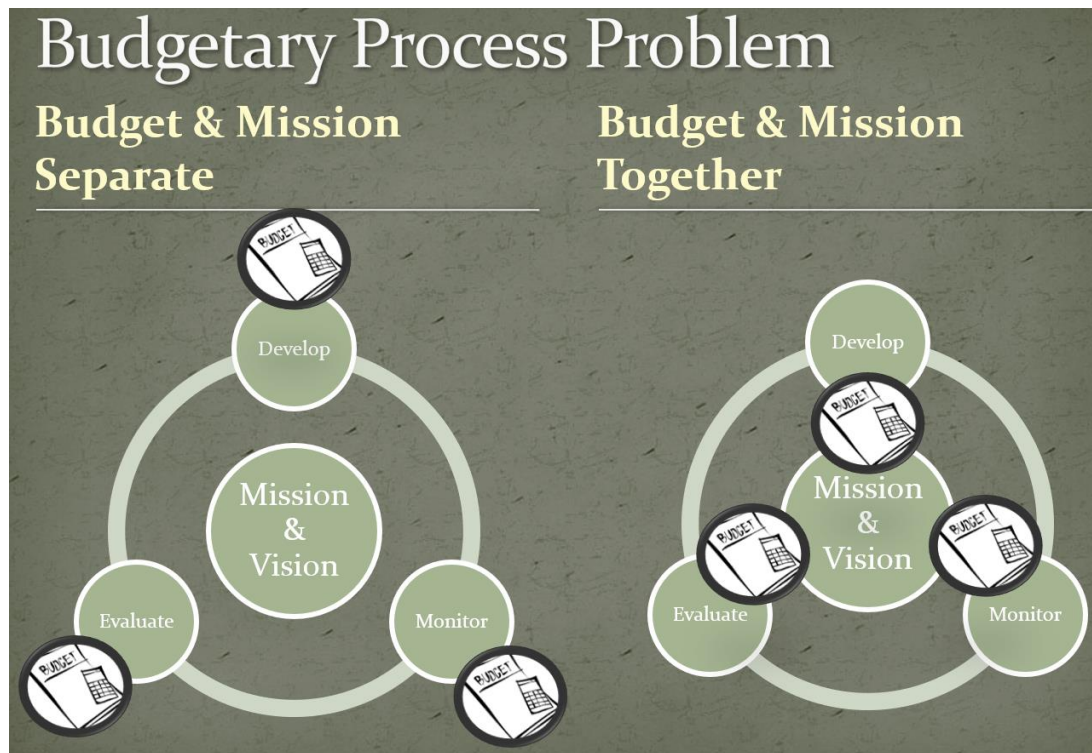 Budgetary Process Problem
Budget & Mission
Separate
BUDGET
Develop
Mission
&
Vision
Evaluate
Monitor
BUDGET
BUDGET
Budget & Mission
Together
Develop
BUDGET
Mission
&
Vision
BUDGET
BUDGET
Evaluate
Monitor